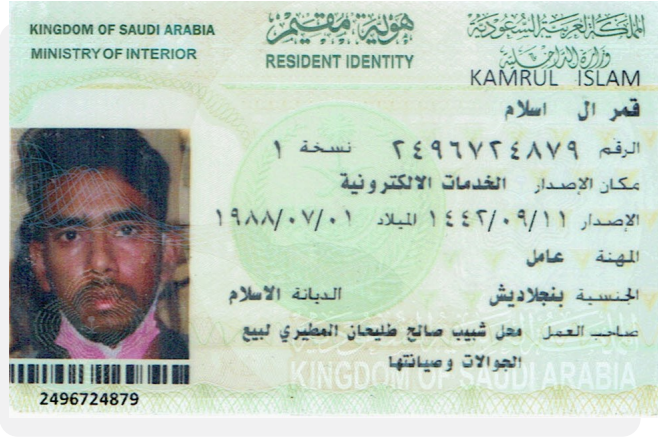 KINGDOM OF SAUDI ARABIA
MINISTRY OF INTERIOR
هوية مقيم
RESIDENT IDENTITY
المملكة العربية السعودية
وزارة الداخلية
KAMRUL ISLAM
قمر ال اسلام
الرقم ٢٤٩٦٧٢٤٨٧٩ نسخة ١
مكان الإصدار الخدمات الالكترونية
الإصدار ١٤٤٢/٠٩/١١ الميلاد ١٩٨٨/٠٧/٠١
المهنة عامل
الجنسية بنجلاديش الديانة الاسلام
صاحب العمل محل شبيب صالح طليحان المطيري لبيع
الجوالات وصيانتها
KINGDOM OF SAUDI ARABIA
2496724879